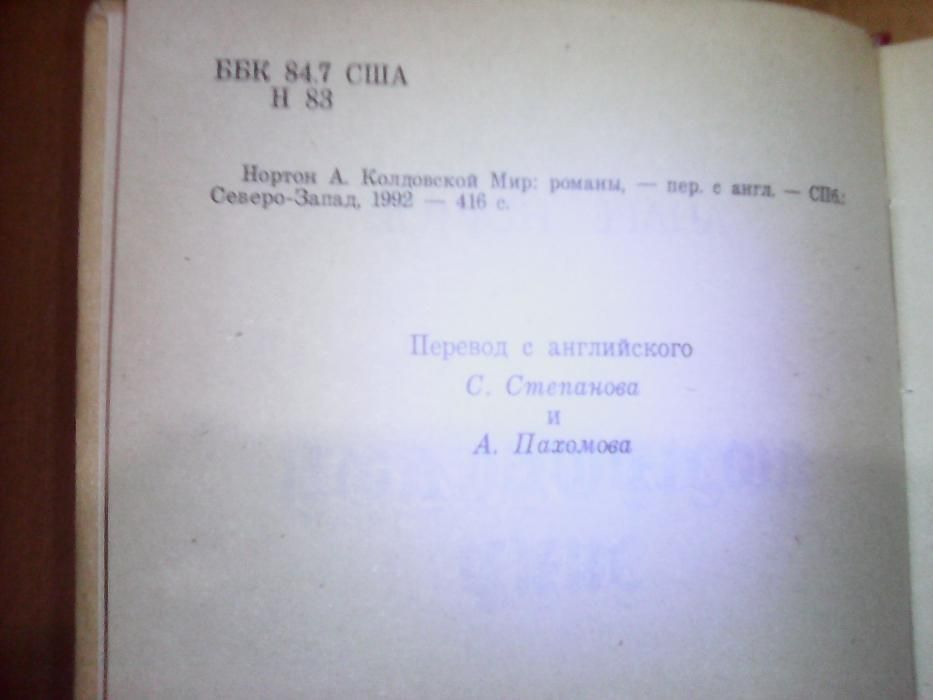 ББК 84.7 США
Н 83
Нортон А. Колдовской Мир: романы, — пер. с англ. — СПб.:
Северо-Запад, 1992 — 416 с.
Перевод с английского
С. Степанова
и
А. Пахомова